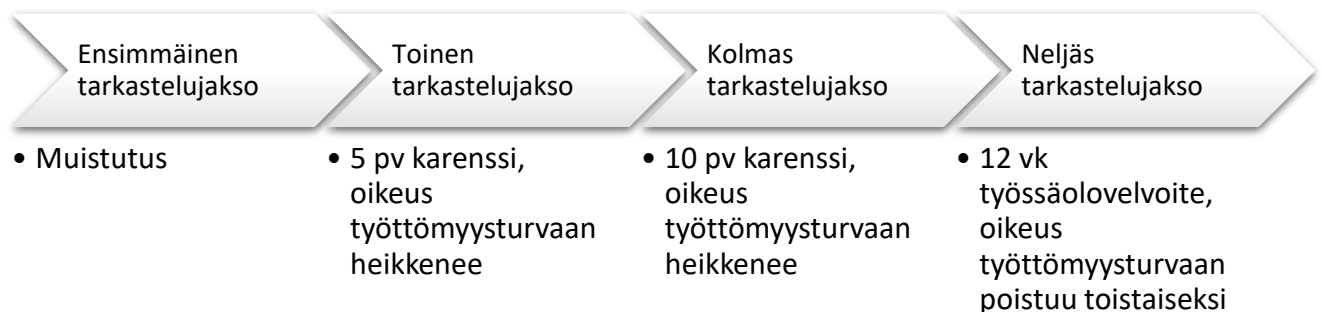 Ensimmäinen
tarkastelujakso
• Muistutus
Toinen
tarkastelujakso
• 5 pv karenssi,
oikeus
työttömyysturvaan
heikkenee
Kolmas
tarkastelujakso
• 10 pv karenssi,
oikeus
työttömyysturvaan
heikkenee
Neljäs
tarkastelujakso
• 12 vk
työssäolovelvoite,
oikeus
työttömyysturvaan
poistuu toistaiseksi